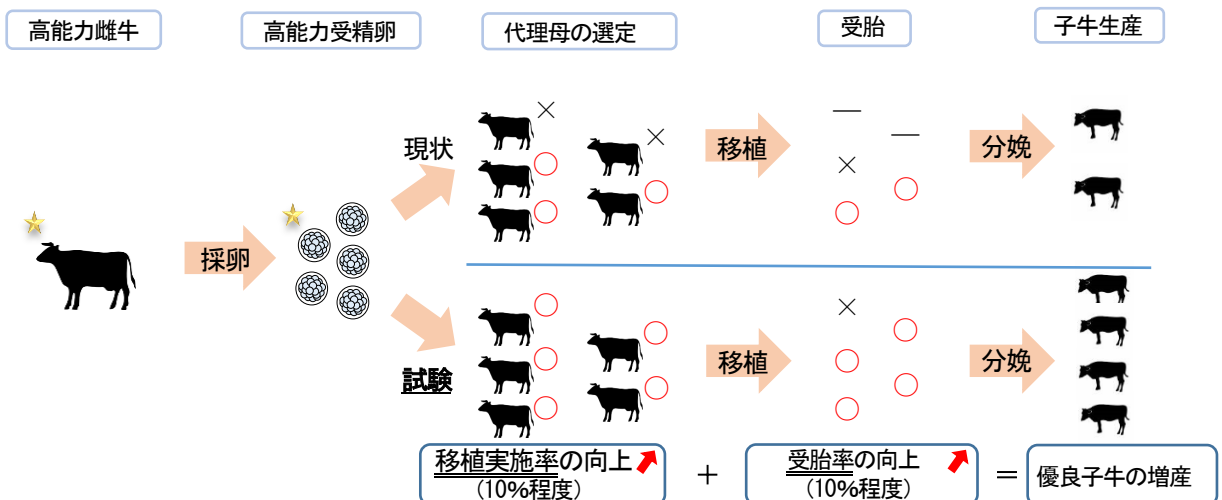 高能力雌牛
高能力受精卵
代理母の選定
受胎
子牛生産
採卵
現状
移植
分娩
試験
移植
分娩
移植実施率の向上
(10%程度)
+
受胎率の向上
(10%程度)
=
優良子牛の増産